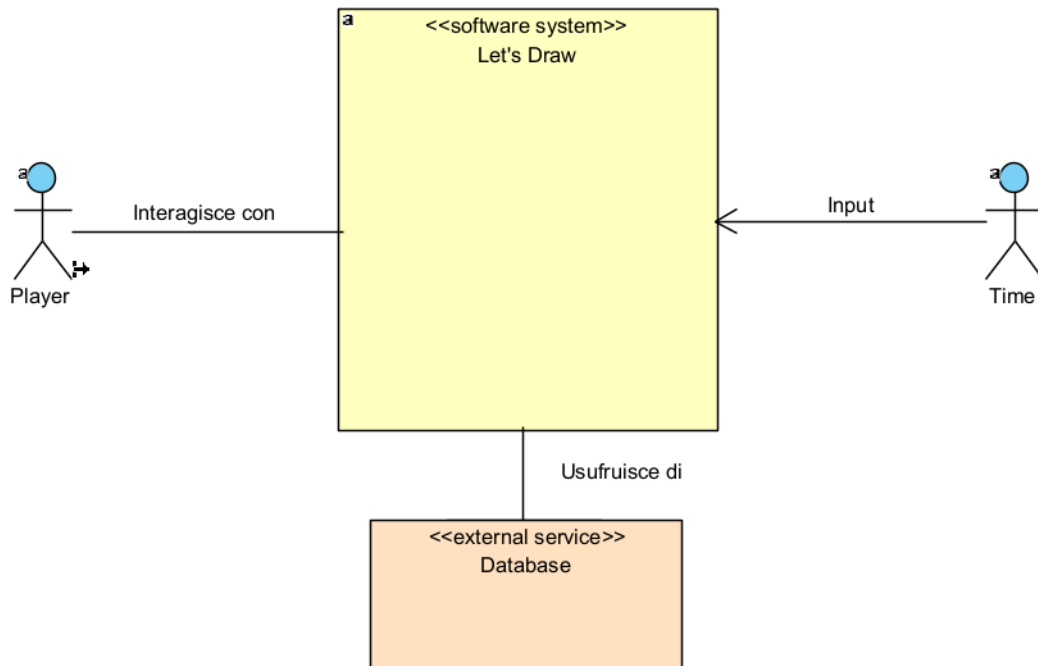 a
<<software system>>
Let's Draw
a
Interagisce con
Player
a
Input
Time
Usufruisce di
<<external service>>
Database